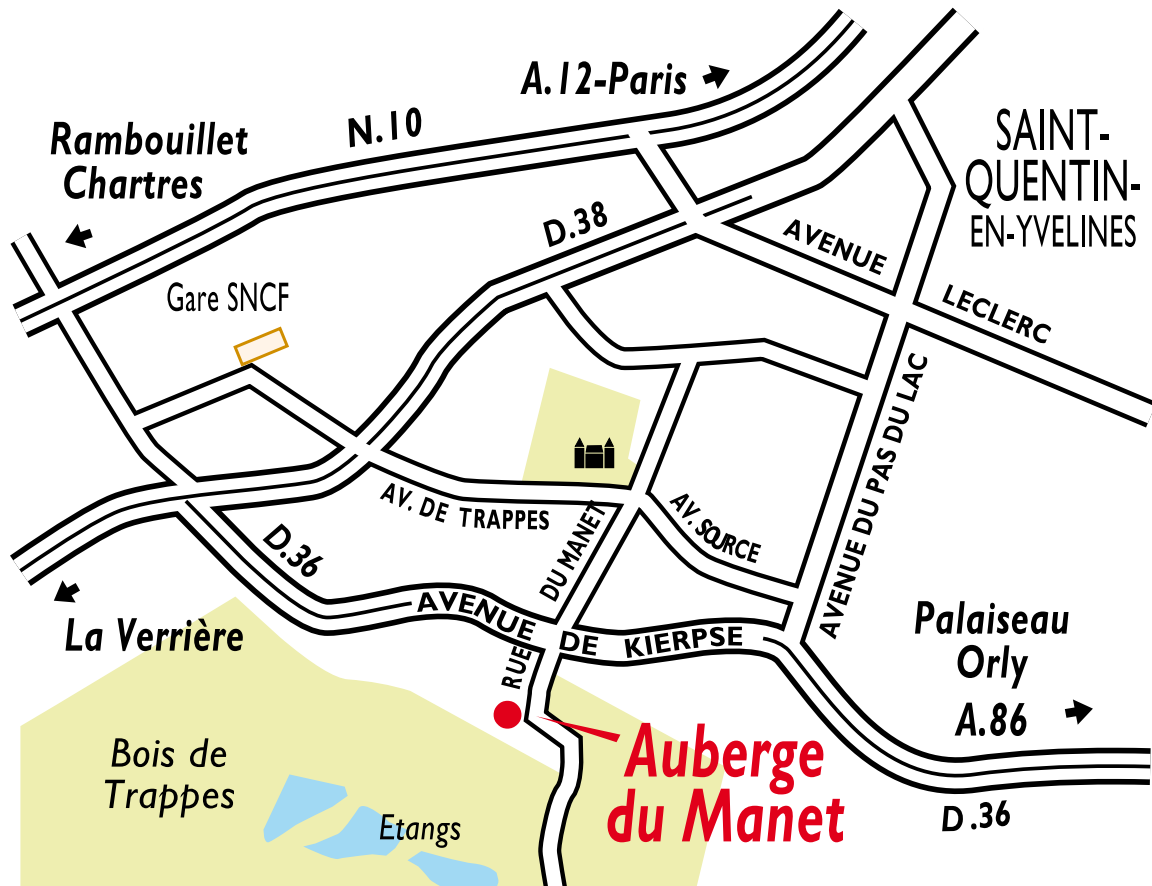 A.12-Paris
N.10
Rambouillet
Chartres
SAINT-
QUENTIN-
EN-YVELINES
D.38
AVENUE
LECLERC
Gare SNCF
AVENUE DU PAS DU LAC
AV. DE TRAPPES
AV. SOURCE
RUE DU MANET
D.36
AVENUE DE KIERPSE
La Verrière
Palaiseau
Orly
A.86
D.36
Bois de
Trappes
Etangs
Auberge
du Manet